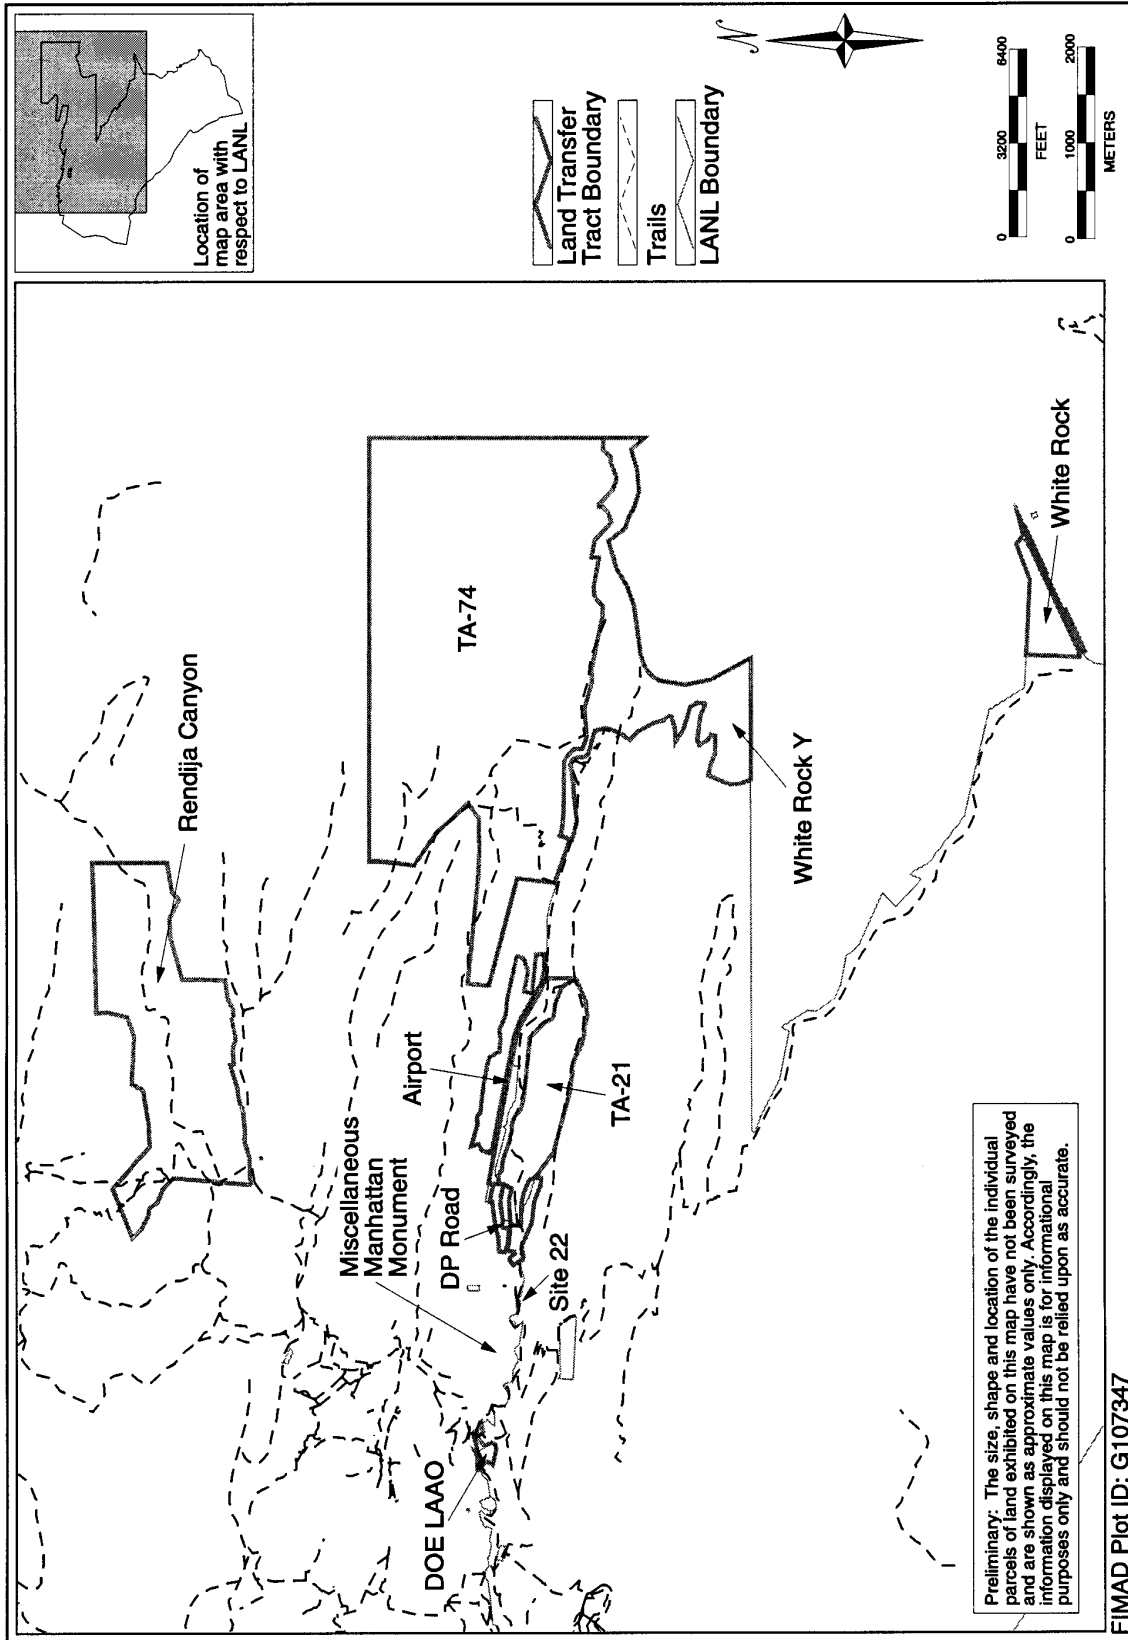 Rendija Canyon
TA-74
Miscellaneous
Manhattan
Monument
Airport
DP Road
Site 22
TA-21
DOE LAAO
White Rock Y
White Rock
Preliminary: The size, shape and location of the individual
parcels of land exhibited on this map have not been surveyed
and are shown as approximate values only. Accordingly, the
information displayed on this map is for informational
purposes only and should not be relied upon as accurate.
FIMAD Plot ID: G107347
Location of
map area with
respect to LANL
Land Transfer
Tract Boundary
Trails
LANL Boundary
N
0 3200 6400
FEET
0 1000 2000
METERS